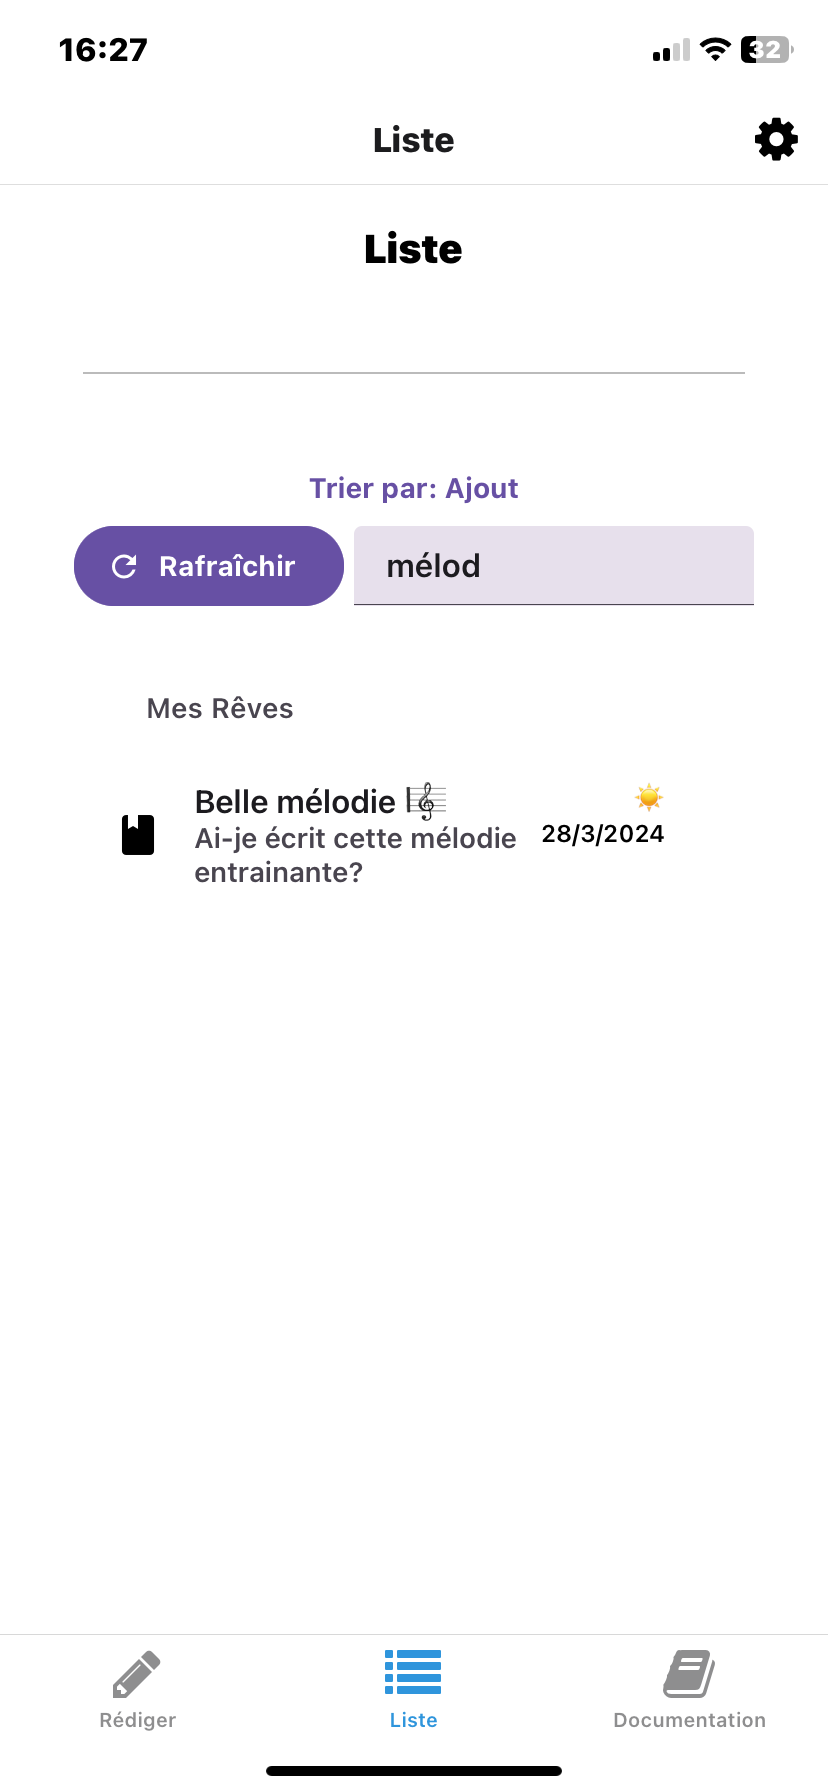 16:27
32
Liste
Liste
Trier par: Ajout
Rafraîchir
mélod
Mes Rêves
Belle mélodie 🎼
☀️
Ai-je écrit cette mélodie
28/3/2024
entrainante?
Rédiger
Liste
Documentation